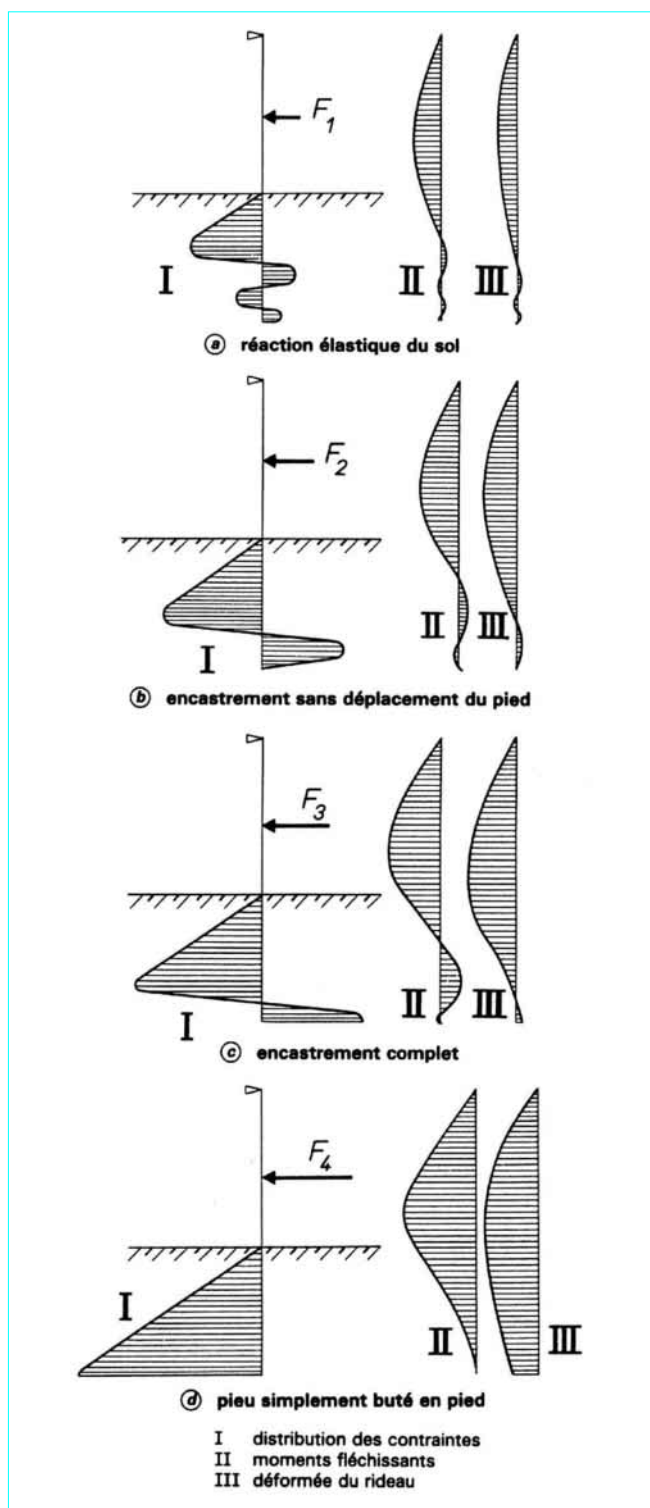 F1
I
II
III
a réaction élastique du sol
F2
I
II
III
b encastrement sans déplacement du pied
F3
I
II
III
c encastrement complet
F4
I
II
III
d pieu simplement buté en pied
I distribution des contraintes
II moments fléchissants
III déformée du rideau